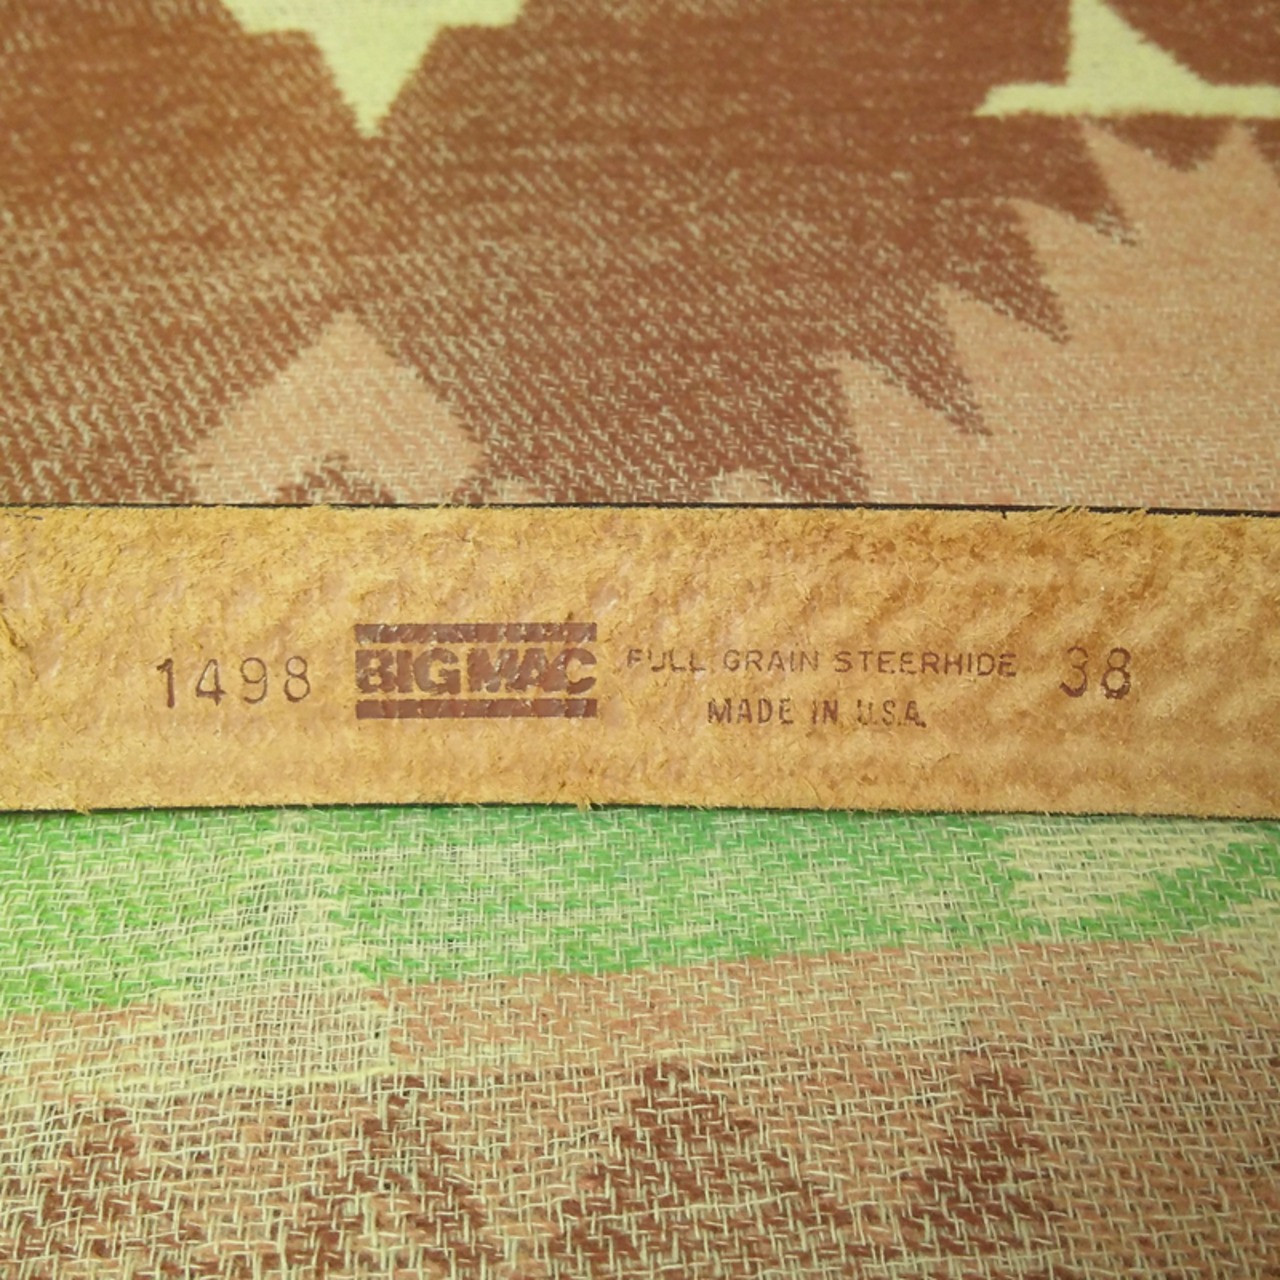 1498 BIG MAC FULL GRAIN STEERHIDE 38
MADE IN U.S.A.